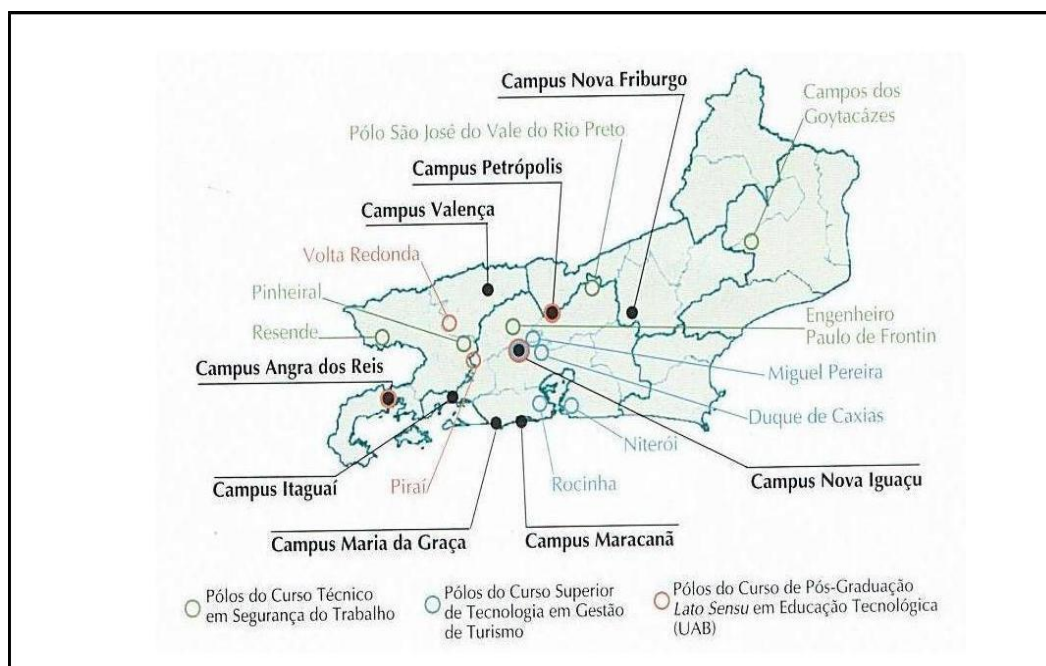 Campus Nova Friburgo
Campos dos
Goytacázes
Pólo São José do Vale do Rio Preto
Campus Petrópolis
Campus Valença
Volta Redonda
Pinheiral
Resende
Engenheiro
Paulo de Frontin
Campus Angra dos Reis
Miguel Pereira
Duque de Caxias
Niterói
Campus Itaguaí
Piraí
Rocinha
Campus Nova Iguaçu
Campus Maria da Graça
Campus Maracanã
Pólos do Curso Técnico
em Segurança do Trabalho
Pólos do Curso Superior
de Tecnologia em Gestão
de Turismo
Pólos do Curso de Pós-Graduação
Lato Sensu em Educação Tecnológica
(UAB)